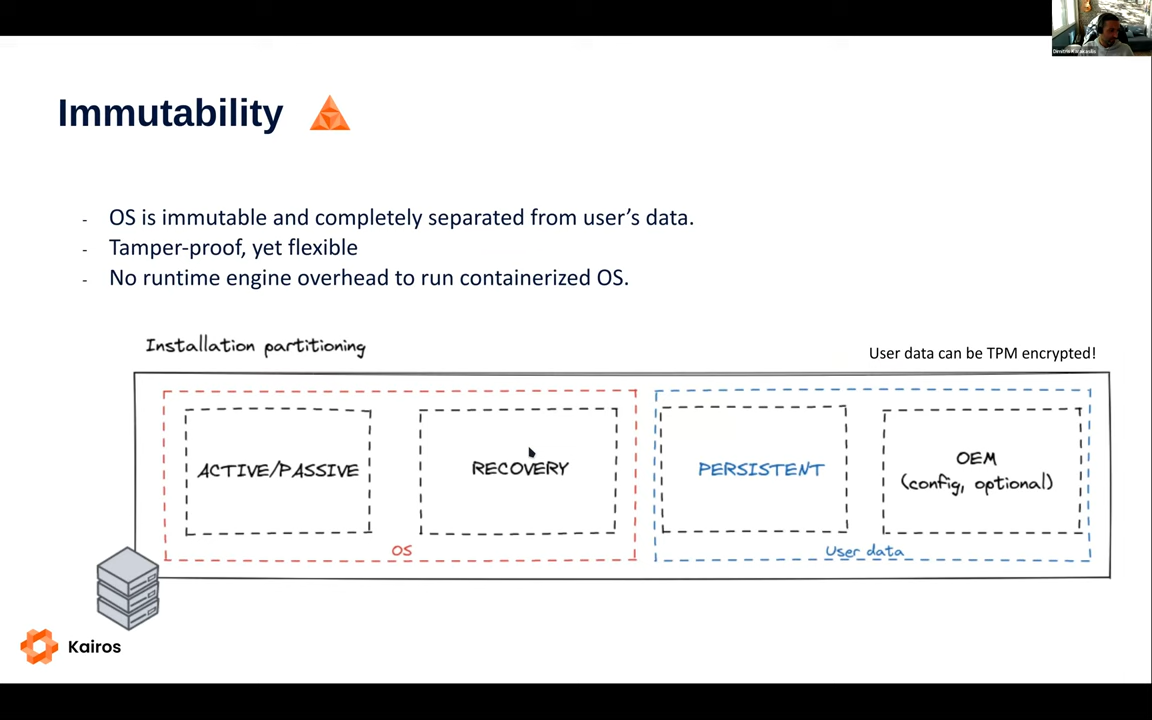 Immutability
- OS is immutable and completely separated from user's data.
- Tamper-proof, yet flexible
- No runtime engine overhead to run containerized OS.
Installation partitioning
User data can be TPM encrypted!
ACTIVE/PASSIVE
RECOVERY
PERSISTENT
OEM
(config, optional)
OS
User data
Kairos